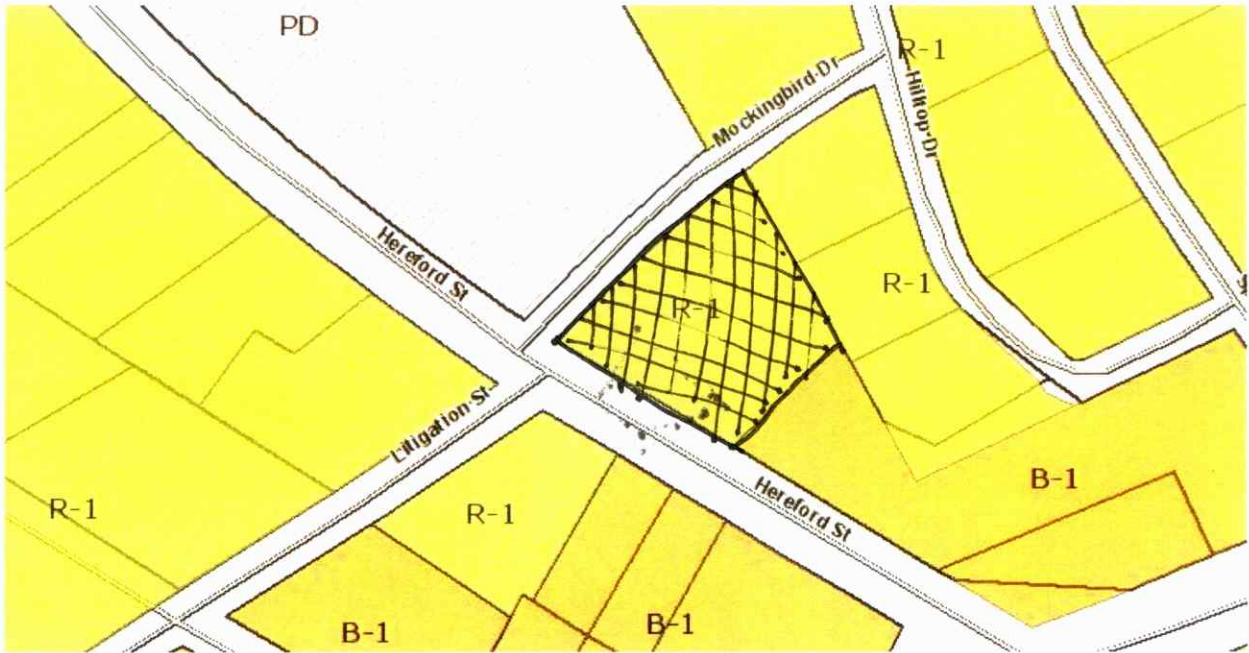 PD
R-1
Mockingbird Dr
Hilltop Dr
Hereford St
R-1
R-1
Litigation St
B-1
R-1
R-1
Hereford St
B-1
B-1